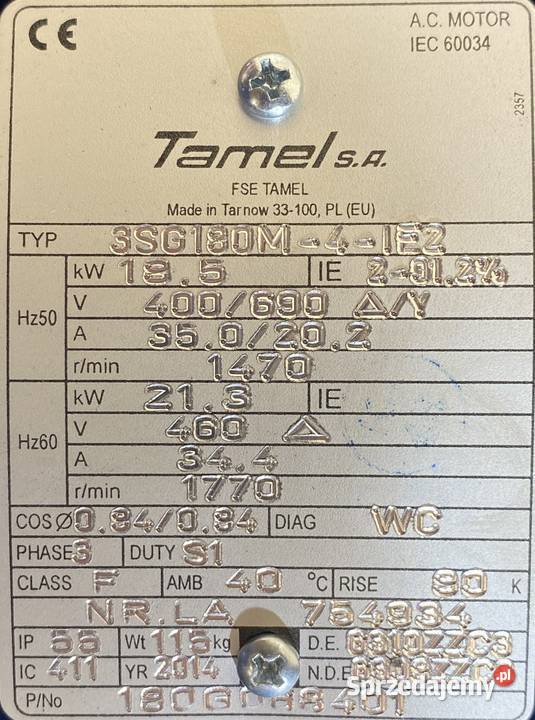 CE
A.C. MOTOR
IEC 60034
2357
Tamel S.A.
FSE TAMEL
Made in Tarnow 33-100, PL (EU)
TYP 3SG180M-4-IE2
Hz50
kW 18.5 IE 2-91.2%
V 400/690 Δ/Y
A 35.0/20.2
r/min 1470
Hz60
kW 21.3 IE
V 460 Δ
A 34.4
r/min 1770
COSØ 0.84/0.84 DIAG WC
PHASE 3 DUTY S1
CLASS F AMB 40 °C RISE 80 K
NR.LA 754934
IP 55 Wt 115 kg D.E. 6310ZZC3
IC 411 YR 2014 N.D.E.
P/No
Sprzedajemy.pl